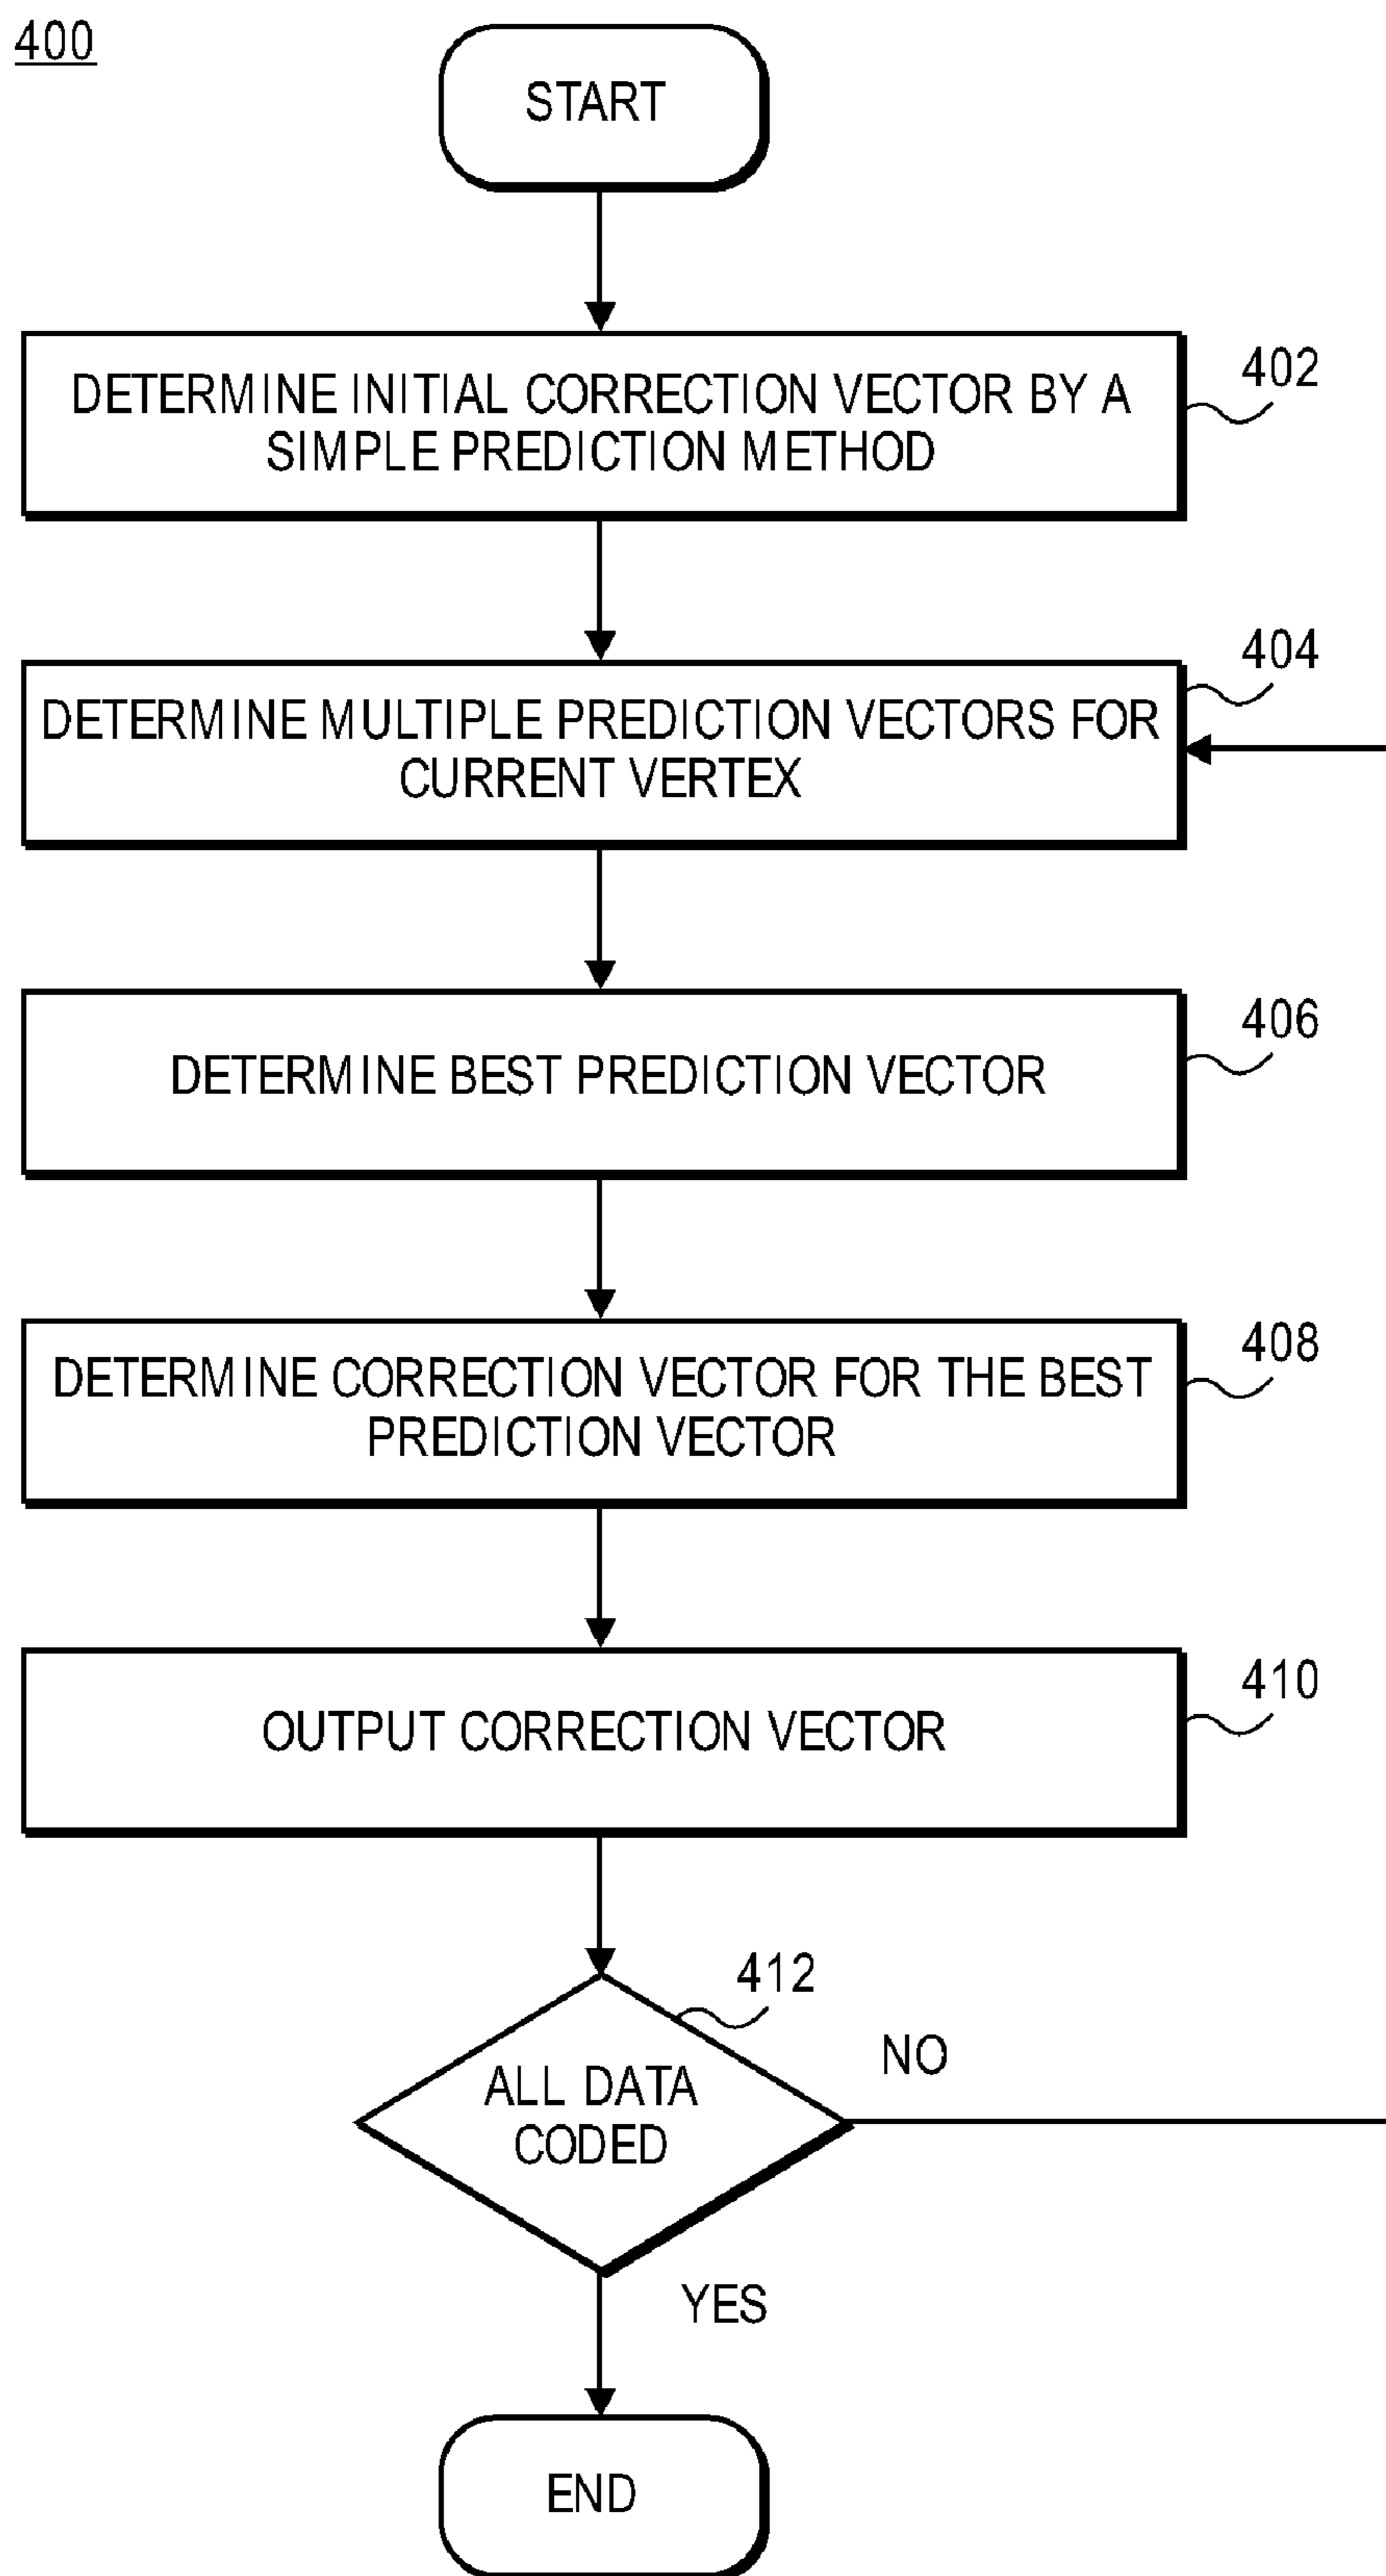 400
START
DETERMINE INITIAL CORRECTION VECTOR BY A
SIMPLE PREDICTION METHOD
402
DETERMINE MULTIPLE PREDICTION VECTORS FOR
CURRENT VERTEX
404
DETERMINE BEST PREDICTION VECTOR
406
DETERMINE CORRECTION VECTOR FOR THE BEST
PREDICTION VECTOR
408
OUTPUT CORRECTION VECTOR
410
412
ALL DATA
CODED
NO
YES
END